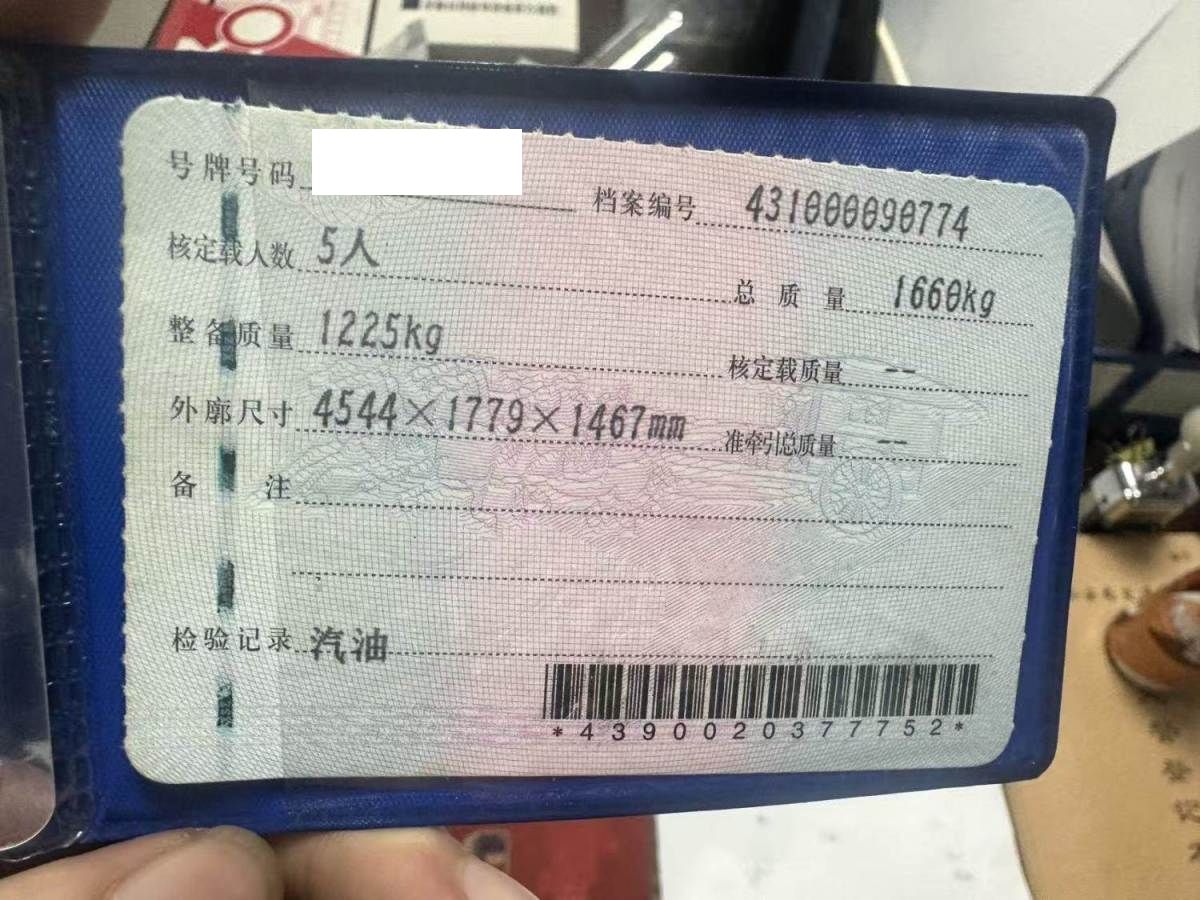 号牌号码
档案编号 431000090774
核定载人数 5人
总质量 1660kg
整备质量 1225kg
核定载质量 --
外廓尺寸 4544×1779×1467mm
准牵引总质量 --
备注
检验记录 汽油
*4390020377752*